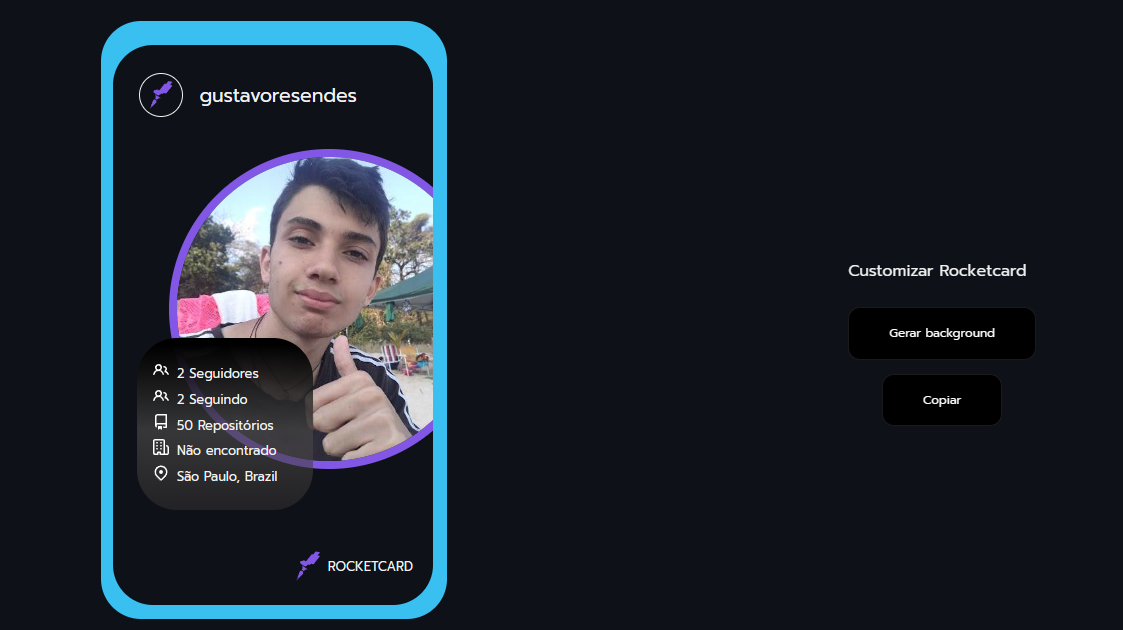 gustavoresendes
2 Seguidores
2 Seguindo
50 Repositórios
Não encontrado
São Paulo, Brazil
ROCKETCARD
Customizar Rocketcard
Gerar background
Copiar